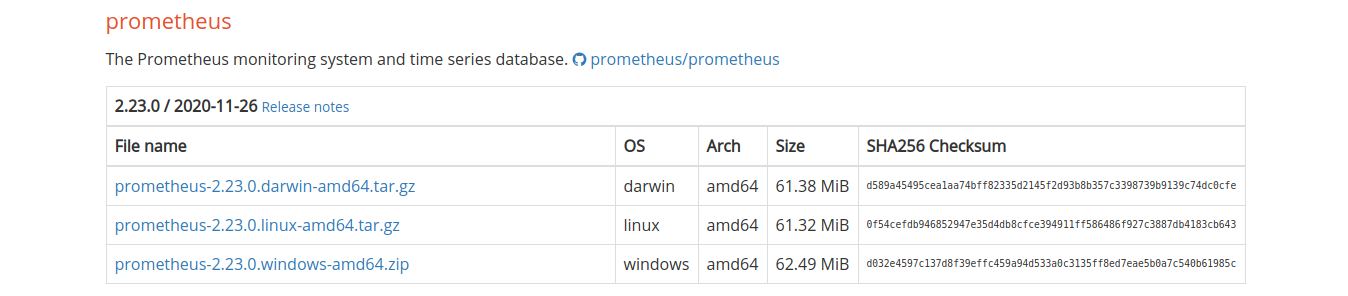 prometheus
The Prometheus monitoring system and time series database. prometheus/prometheus
2.23.0 / 2020-11-26 Release notes
File name OS Arch Size SHA256 Checksum
prometheus-2.23.0.darwin-amd64.tar.gz darwin amd64 61.38 MiB d589a45495cea1aa74bff82335d2145f2d93b8b357c3398739b9139c74dc0cfe
prometheus-2.23.0.linux-amd64.tar.gz linux amd64 61.32 MiB 0f54cefdb946852947e35d4db8cfce394911ff586486f927c3887db4183cb643
prometheus-2.23.0.windows-amd64.zip windows amd64 62.49 MiB d032e4597c137d8f39effc459a94d533a0c3135ff8ed7eae5b0a7c540b61985c